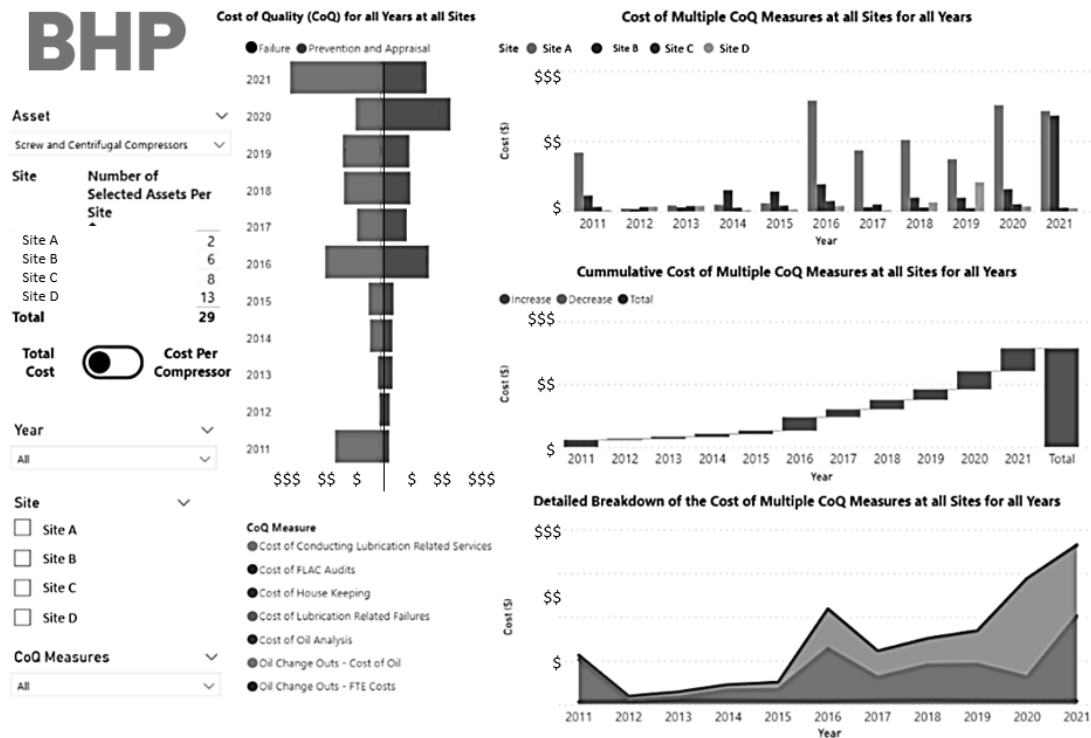 BHP
Asset
Screw and Centrifugal Compressors
Site Number of
Selected Assets Per
Site
Site A 2
Site B 6
Site C 8
Site D 13
Total 29
Total Cost Per
Cost Compressor
Year
All
Site
Site A
Site B
Site C
Site D
CoQ Measures
All
Cost of Quality (CoQ) for all Years at all Sites
Failure Prevention and Appraisal
2021
2020
2019
2018
2017
2016
2015
2014
2013
2012
2011
$$$ $$ $ $ $$ $$$
CoQ Measure
Cost of Conducting Lubrication Related Services
Cost of FLAC Audits
Cost of House Keeping
Cost of Lubrication Related Failures
Cost of Oil Analysis
Oil Change Outs - Cost of Oil
Oil Change Outs - FTE Costs
Cost of Multiple CoQ Measures at all Sites for all Years
Site Site A Site B Site C Site D
$$$
$$
$
Cost ($)
2011 2012 2013 2014 2015 2016 2017 2018 2019 2020 2021
Year
Cummulative Cost of Multiple CoQ Measures at all Sites for all Years
Increase Decrease Total
$$$
$$
$
Cost ($)
2011 2012 2013 2014 2015 2016 2017 2018 2019 2020 2021 Total
Year
Detailed Breakdown of the Cost of Multiple CoQ Measures at all Sites for all Years
$$$
$$
$
Cost ($)
2011 2012 2013 2014 2015 2016 2017 2018 2019 2020 2021
Year